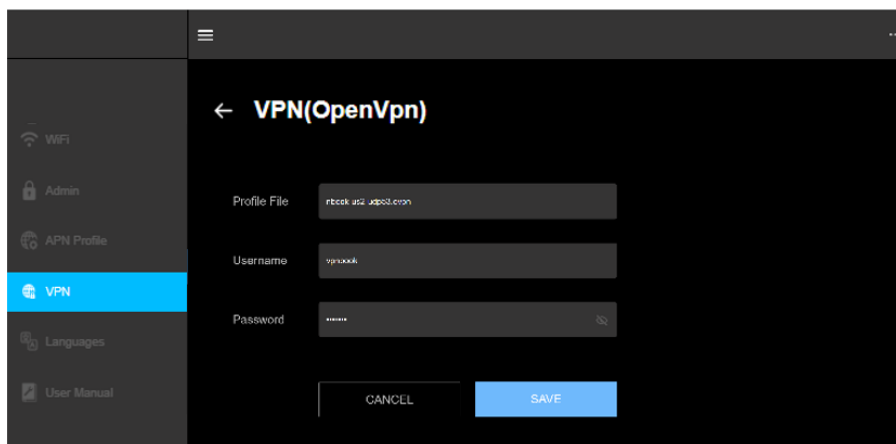 VPN(OpenVpn)
WiFi
Admin
APN Profile
VPN
Languages
User Manual
Profile File
Username
vpnbook
Password
CANCEL
SAVE